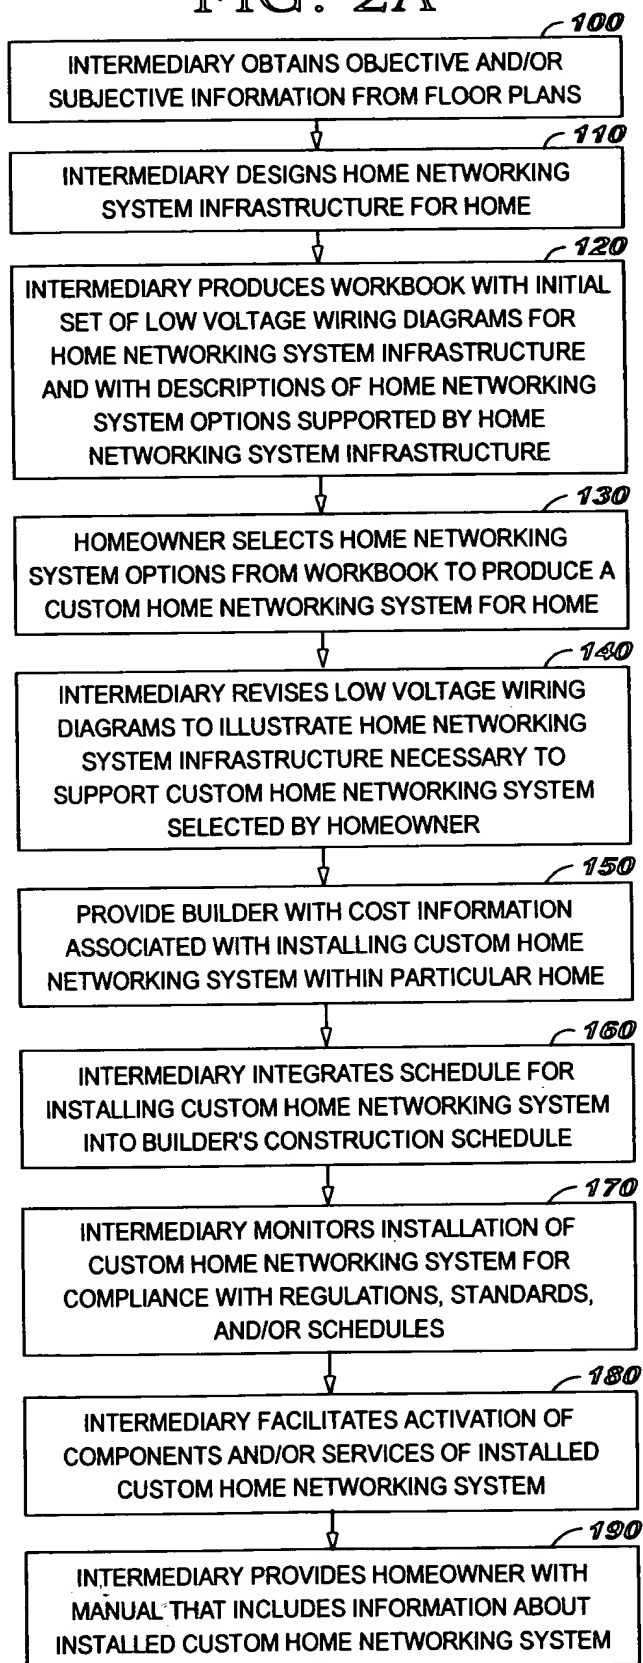 FIG. 2A
100
INTERMEDIARY OBTAINS OBJECTIVE AND/OR
SUBJECTIVE INFORMATION FROM FLOOR PLANS
110
INTERMEDIARY DESIGNS HOME NETWORKING
SYSTEM INFRASTRUCTURE FOR HOME
120
INTERMEDIARY PRODUCES WORKBOOK WITH INITIAL
SET OF LOW VOLTAGE WIRING DIAGRAMS FOR
HOME NETWORKING SYSTEM INFRASTRUCTURE
AND WITH DESCRIPTIONS OF HOME NETWORKING
SYSTEM OPTIONS SUPPORTED BY HOME
NETWORKING SYSTEM INFRASTRUCTURE
130
HOMEOWNER SELECTS HOME NETWORKING
SYSTEM OPTIONS FROM WORKBOOK TO PRODUCE A
CUSTOM HOME NETWORKING SYSTEM FOR HOME
140
INTERMEDIARY REVISES LOW VOLTAGE WIRING
DIAGRAMS TO ILLUSTRATE HOME NETWORKING
SYSTEM INFRASTRUCTURE NECESSARY TO
SUPPORT CUSTOM HOME NETWORKING SYSTEM
SELECTED BY HOMEOWNER
150
PROVIDE BUILDER WITH COST INFORMATION
ASSOCIATED WITH INSTALLING CUSTOM HOME
NETWORKING SYSTEM WITHIN PARTICULAR HOME
160
INTERMEDIARY INTEGRATES SCHEDULE FOR
INSTALLING CUSTOM HOME NETWORKING SYSTEM
INTO BUILDER'S CONSTRUCTION SCHEDULE
170
INTERMEDIARY MONITORS INSTALLATION OF
CUSTOM HOME NETWORKING SYSTEM FOR
COMPLIANCE WITH REGULATIONS, STANDARDS,
AND/OR SCHEDULES
180
INTERMEDIARY FACILITATES ACTIVATION OF
COMPONENTS AND/OR SERVICES OF INSTALLED
CUSTOM HOME NETWORKING SYSTEM
190
INTERMEDIARY PROVIDES HOMEOWNER WITH
MANUAL THAT INCLUDES INFORMATION ABOUT
INSTALLED CUSTOM HOME NETWORKING SYSTEM